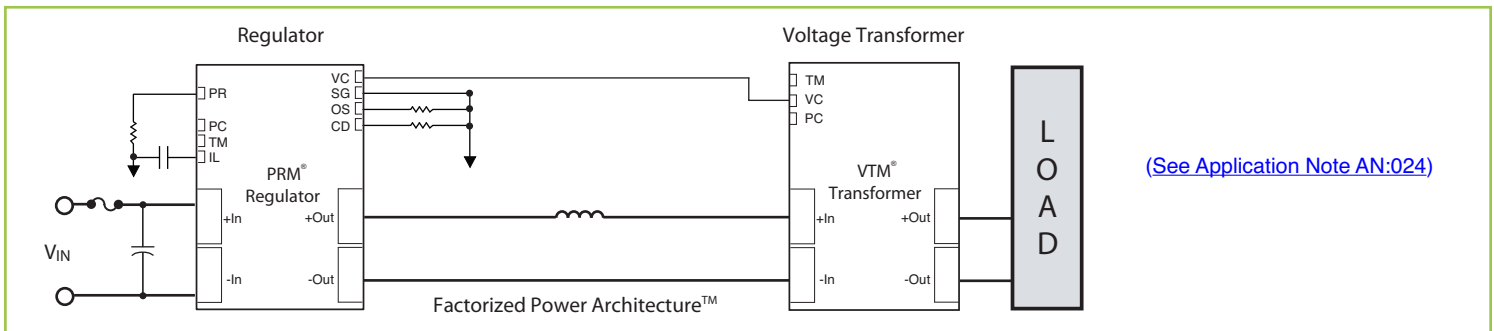 Regulator
Voltage Transformer
VC
SG
OS
CD
PR
PC
TM
IL
PRM®
Regulator
+In
-In
+Out
-Out
VIN
Factorized Power Architecture™
TM
VC
PC
VTM®
Transformer
+In
-In
+Out
-Out
LOAD
(See Application Note AN:024)